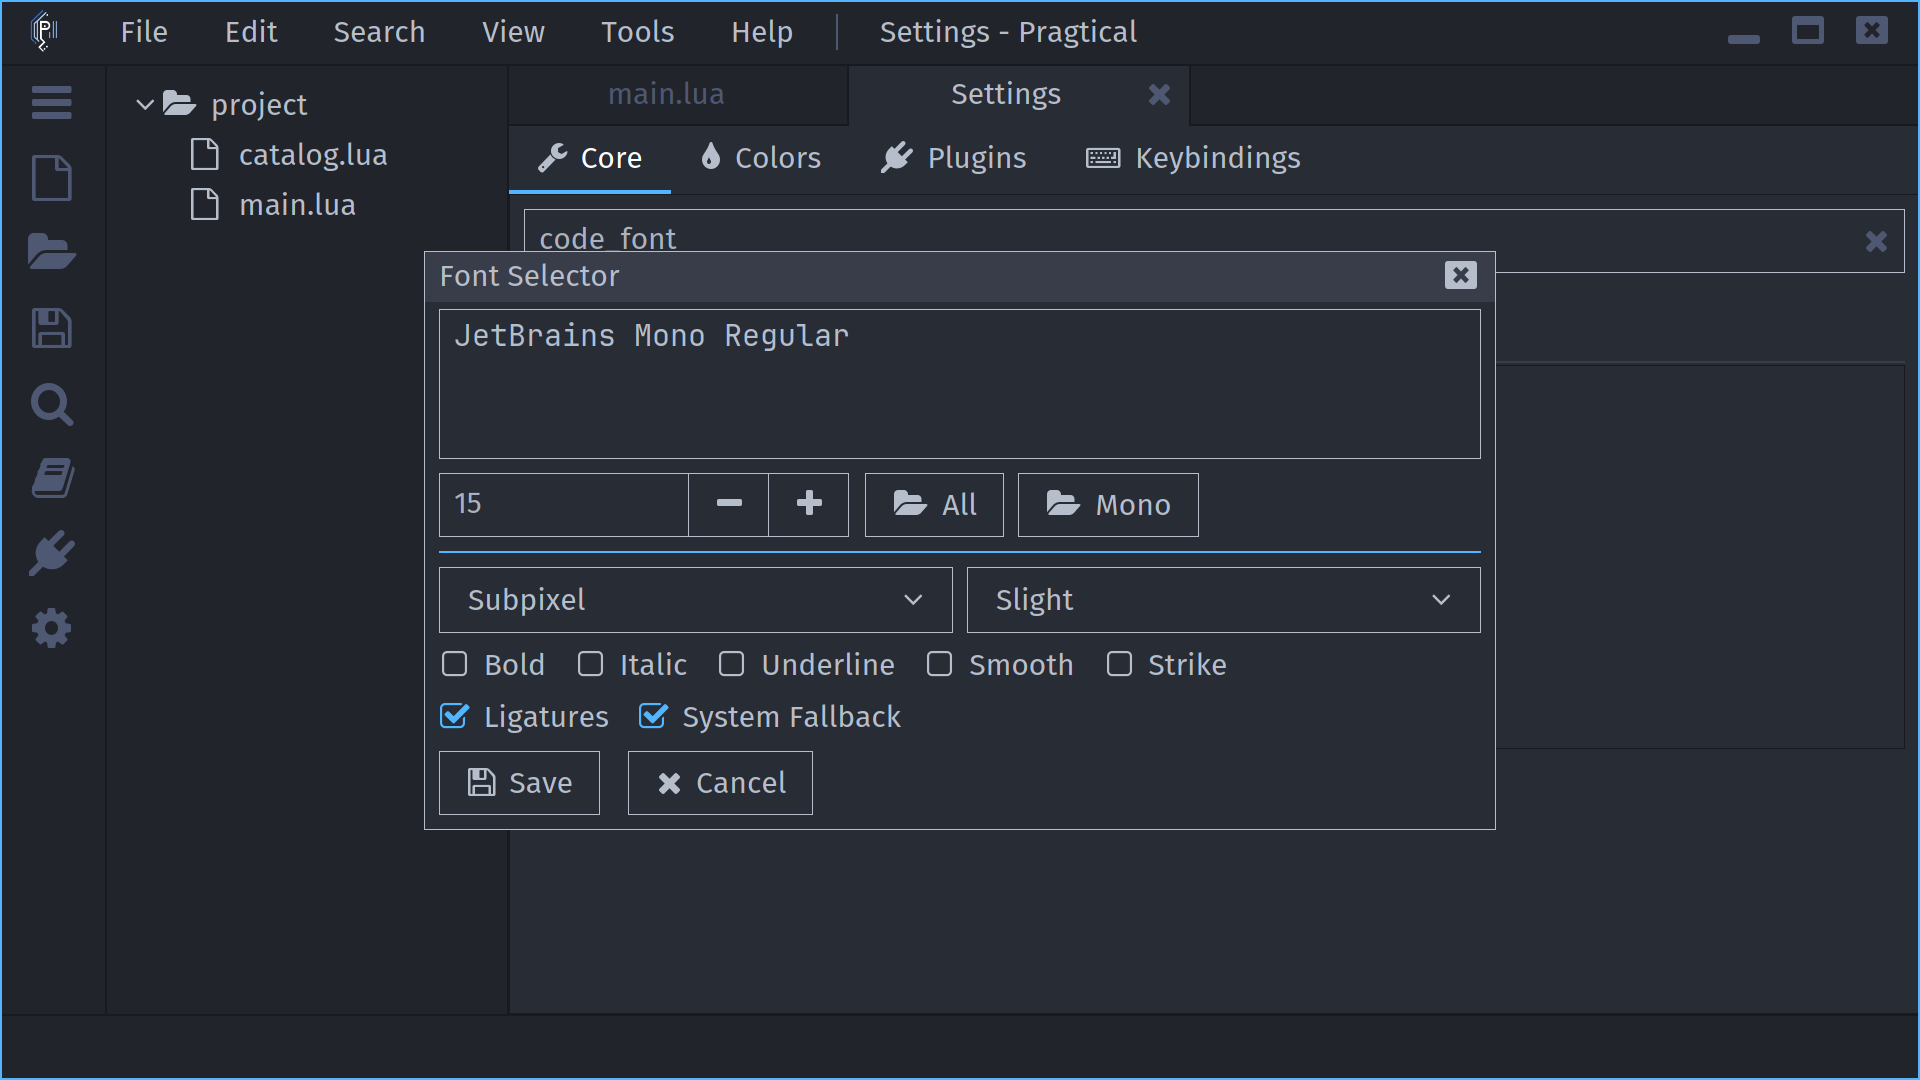 File Edit Search View Tools Help Settings - Pragtical
project
catalog.lua
main.lua
main.lua Settings
Core Colors Plugins Keybindings
code_font
Font Selector
JetBrains Mono Regular
15 All Mono
Subpixel Slight
Bold Italic Underline Smooth Strike
Ligatures System Fallback
Save Cancel